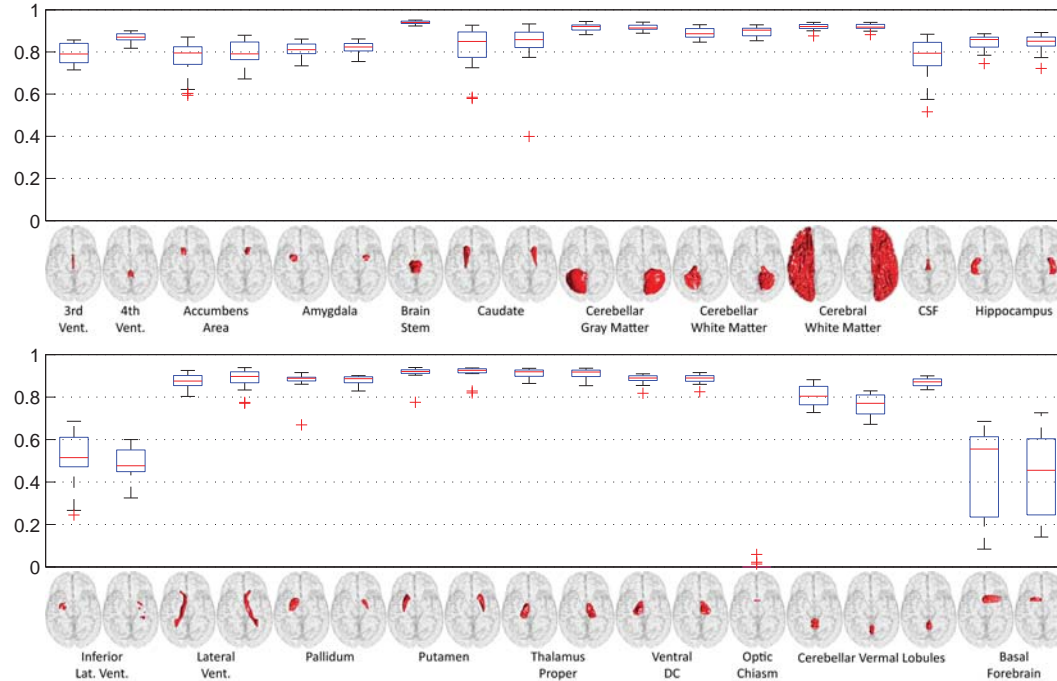 1
0.8
0.6
0.4
0.2
0
3rd Vent.
4th Vent.
Accumbens Area
Amygdala
Brain Stem
Caudate
Cerebellar Gray Matter
Cerebellar White Matter
Cerebral White Matter
CSF
Hippocampus
1
0.8
0.6
0.4
0.2
0
Inferior Lat. Vent.
Lateral Vent.
Pallidum
Putamen
Thalamus Proper
Ventral DC
Optic Chiasm
Cerebellar Vermal Lobules
Basal Forebrain